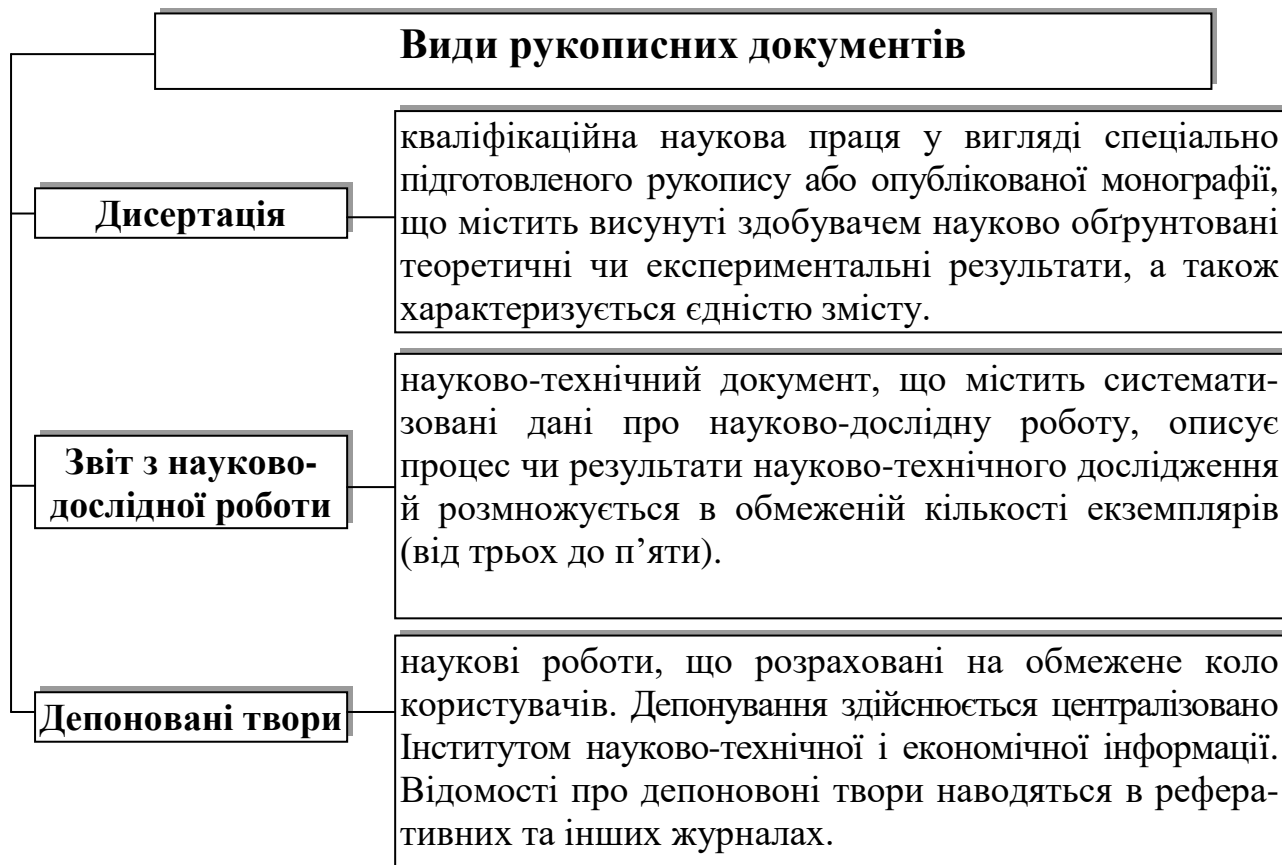 Види рукописних документів
Дисертація
кваліфікаційна наукова праця у вигляді спеціально
підготовленого рукопису або опублікованої монографії,
що містить висунуті здобувачем науково обґрунтовані
теоретичні чи експериментальні результати, а також
характеризується єдністю змісту.
Звіт з науково-
дослідної роботи
науково-технічний документ, що містить системати-
зовані дані про науково-дослідну роботу, описує
процес чи результати науково-технічного дослідження
й розмножується в обмеженій кількості екземплярів
(від трьох до п’яти).
Депоновані твори
наукові роботи, що розраховані на обмежене коло
користувачів. Депонування здійснюється централізовано
Інститутом науково-технічної і економічної інформації.
Відомості про депоновоні твори наводяться в рефера-
тивних та інших журналах.